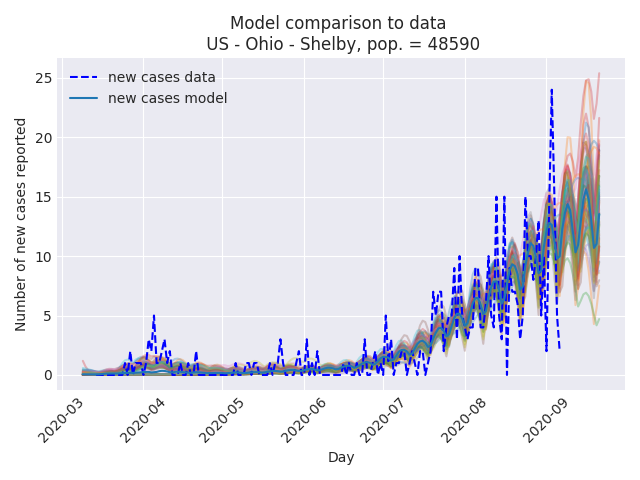 Model comparison to data
US - Ohio - Shelby, pop. = 48590
new cases data
new cases model
Number of new cases reported
25
20
15
10
5
0
2020-03
2020-04
2020-05
2020-06
2020-07
2020-08
2020-09
Day